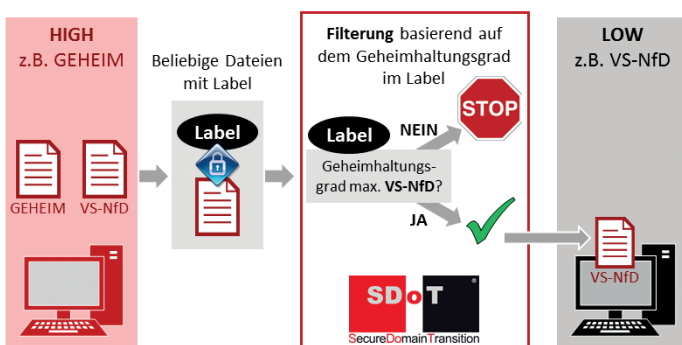 HIGH
z.B. GEHEIM
GEHEIM
VS-NfD
Beliebige Dateien
mit Label
Label
Filterung basierend auf
dem Geheimhaltungsgrad
im Label
Label
NEIN
STOP
Geheimhaltungs-
grad max. VS-NfD?
JA
SDoT
SecureDomainTransition
LOW
z.B. VS-NfD
VS-NfD